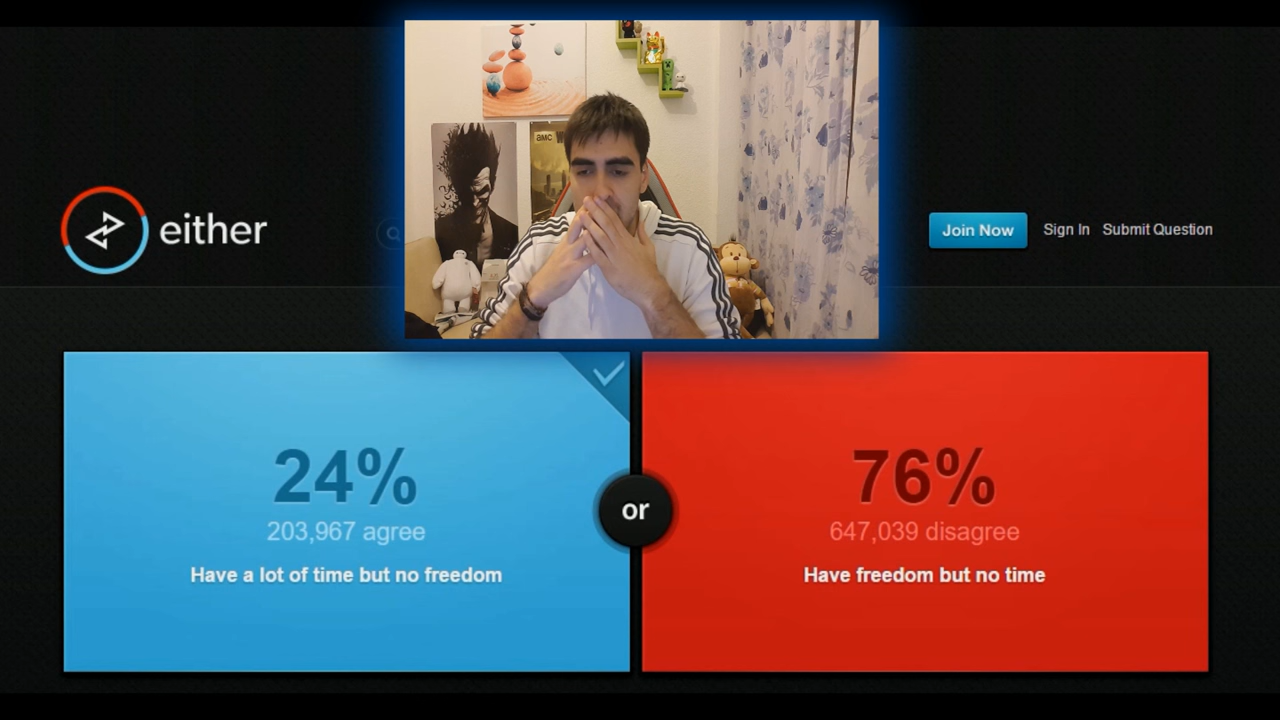 aMC
either
Join Now
Sign In
Submit Question
24%
203,967 agree
Have a lot of time but no freedom
or
76%
647,039 disagree
Have freedom but no time